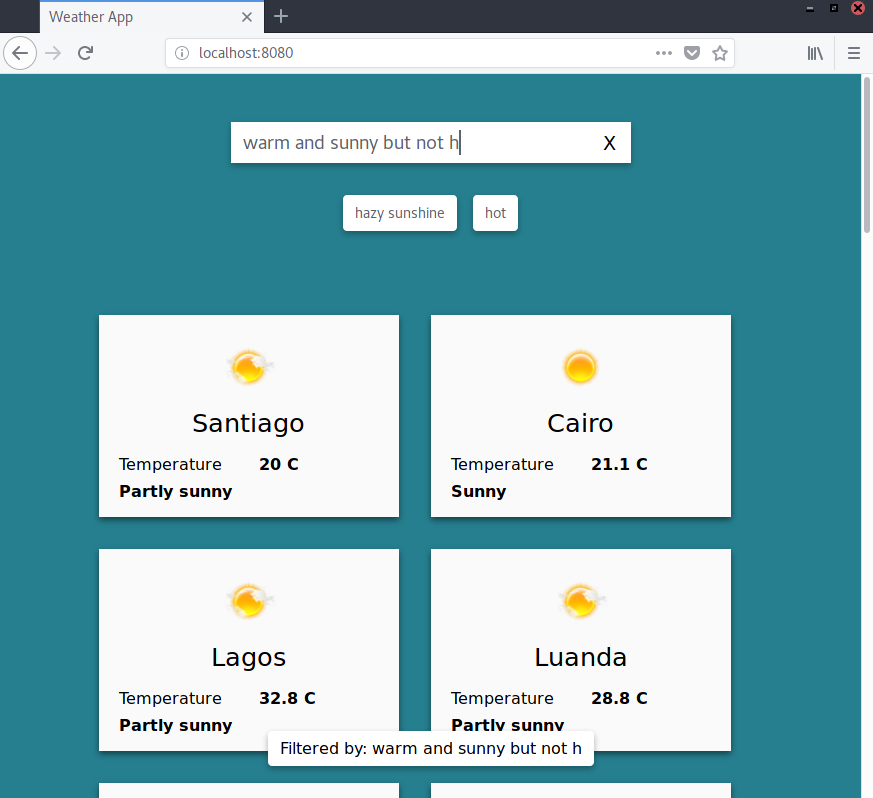 Weather App
localhost:8080
warm and sunny but not h X
hazy sunshine hot
Santiago Cairo
Temperature 20 C Temperature 21.1 C
Partly sunny Sunny
Lagos Luanda
Temperature 32.8 C Temperature 28.8 C
Partly sunny Partly sunny
Filtered by: warm and sunny but not h